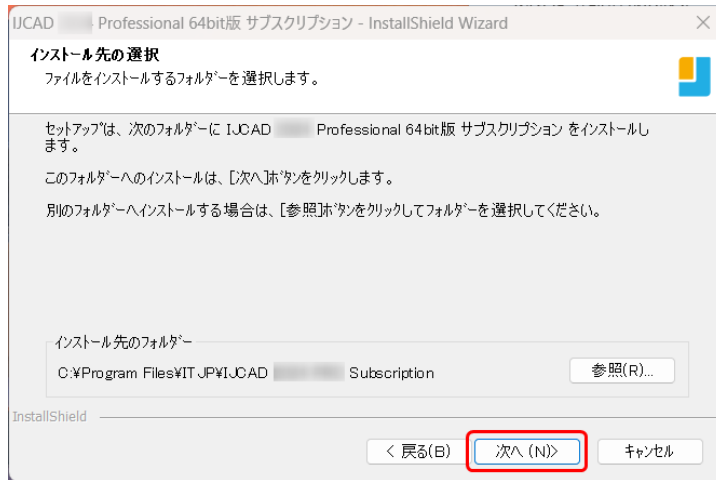 IJCAD Professional 64bit版 サブスクリプション - InstallShield Wizard
インストール先の選択
ファイルをインストールするフォルダーを選択します。
セットアップは、次のフォルダーに IJCAD Professional 64bit版 サブスクリプション をインストールし
ます。
このフォルダーへのインストールは、[次へ]ボタンをクリックします。
別のフォルダーへインストールする場合は、[参照]ボタンをクリックしてフォルダーを選択してください。
インストール先のフォルダー
C:¥Program Files¥ITJP¥IJCAD Subscription
参照(R)...
InstallShield
< 戻る(B)
次へ (N)>
キャンセル